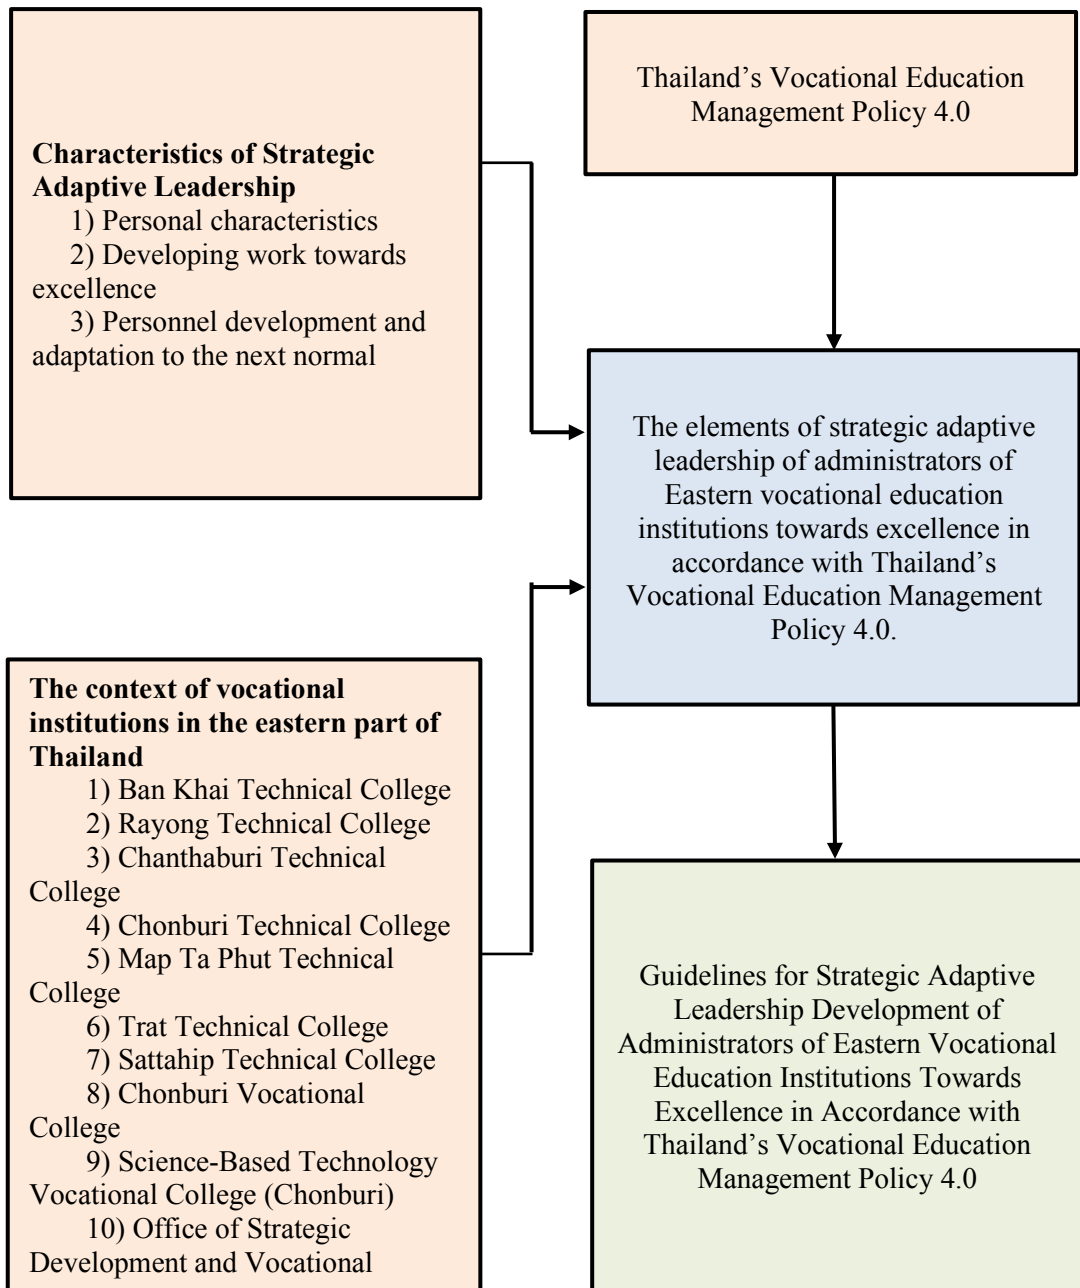 Characteristics of Strategic
Adaptive Leadership
1) Personal characteristics
2) Developing work towards
excellence
3) Personnel development and
adaptation to the next normal
Thailand’s Vocational Education
Management Policy 4.0
The elements of strategic adaptive
leadership of administrators of
Eastern vocational education
institutions towards excellence in
accordance with Thailand’s
Vocational Education Management
Policy 4.0.
The context of vocational
institutions in the eastern part of
Thailand
1) Ban Khai Technical College
2) Rayong Technical College
3) Chanthaburi Technical
College
4) Chonburi Technical College
5) Map Ta Phut Technical
College
6) Trat Technical College
7) Sattahip Technical College
8) Chonburi Vocational
College
9) Science-Based Technology
Vocational College (Chonburi)
10) Office of Strategic
Development and Vocational
Guidelines for Strategic Adaptive
Leadership Development of
Administrators of Eastern Vocational
Education Institutions Towards
Excellence in Accordance with
Thailand’s Vocational Education
Management Policy 4.0